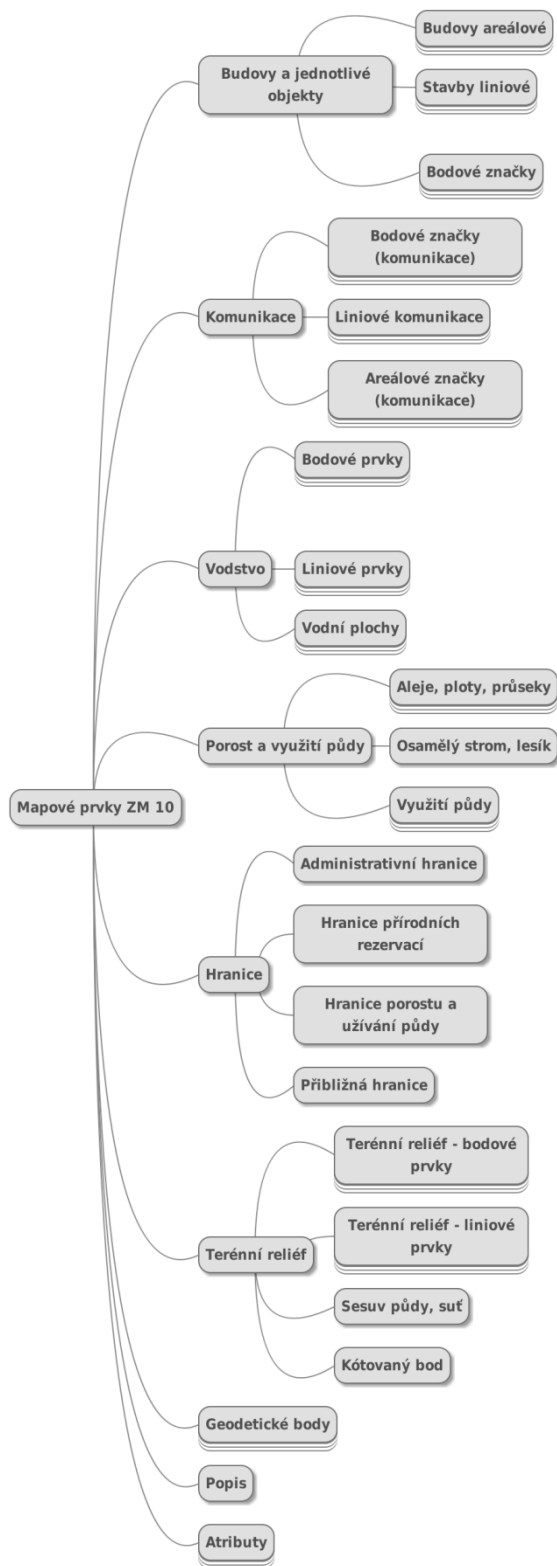 Budovy areálové
Budovy a jednotlivé
objekty
Stavby liniové
Bodové značky
Bodové značky
(komunikace)
Komunikace
Liniové komunikace
Areálové značky
(komunikace)
Bodové prvky
Vodstvo
Liniové prvky
Vodní plochy
Aleje, ploty, průseky
Porost a využití půdy
Osamělý strom, lesík
Využití půdy
Mapové prvky ZM 10
Administrativní hranice
Hranice přírodních
rezervací
Hranice
Hranice porostu a
užívání půdy
Přibližná hranice
Terénní reliéf - bodové
prvky
Terénní reliéf - liniové
prvky
Terénní reliéf
Sesuv půdy, suť
Kótovaný bod
Geodetické body
Popis
Atributy